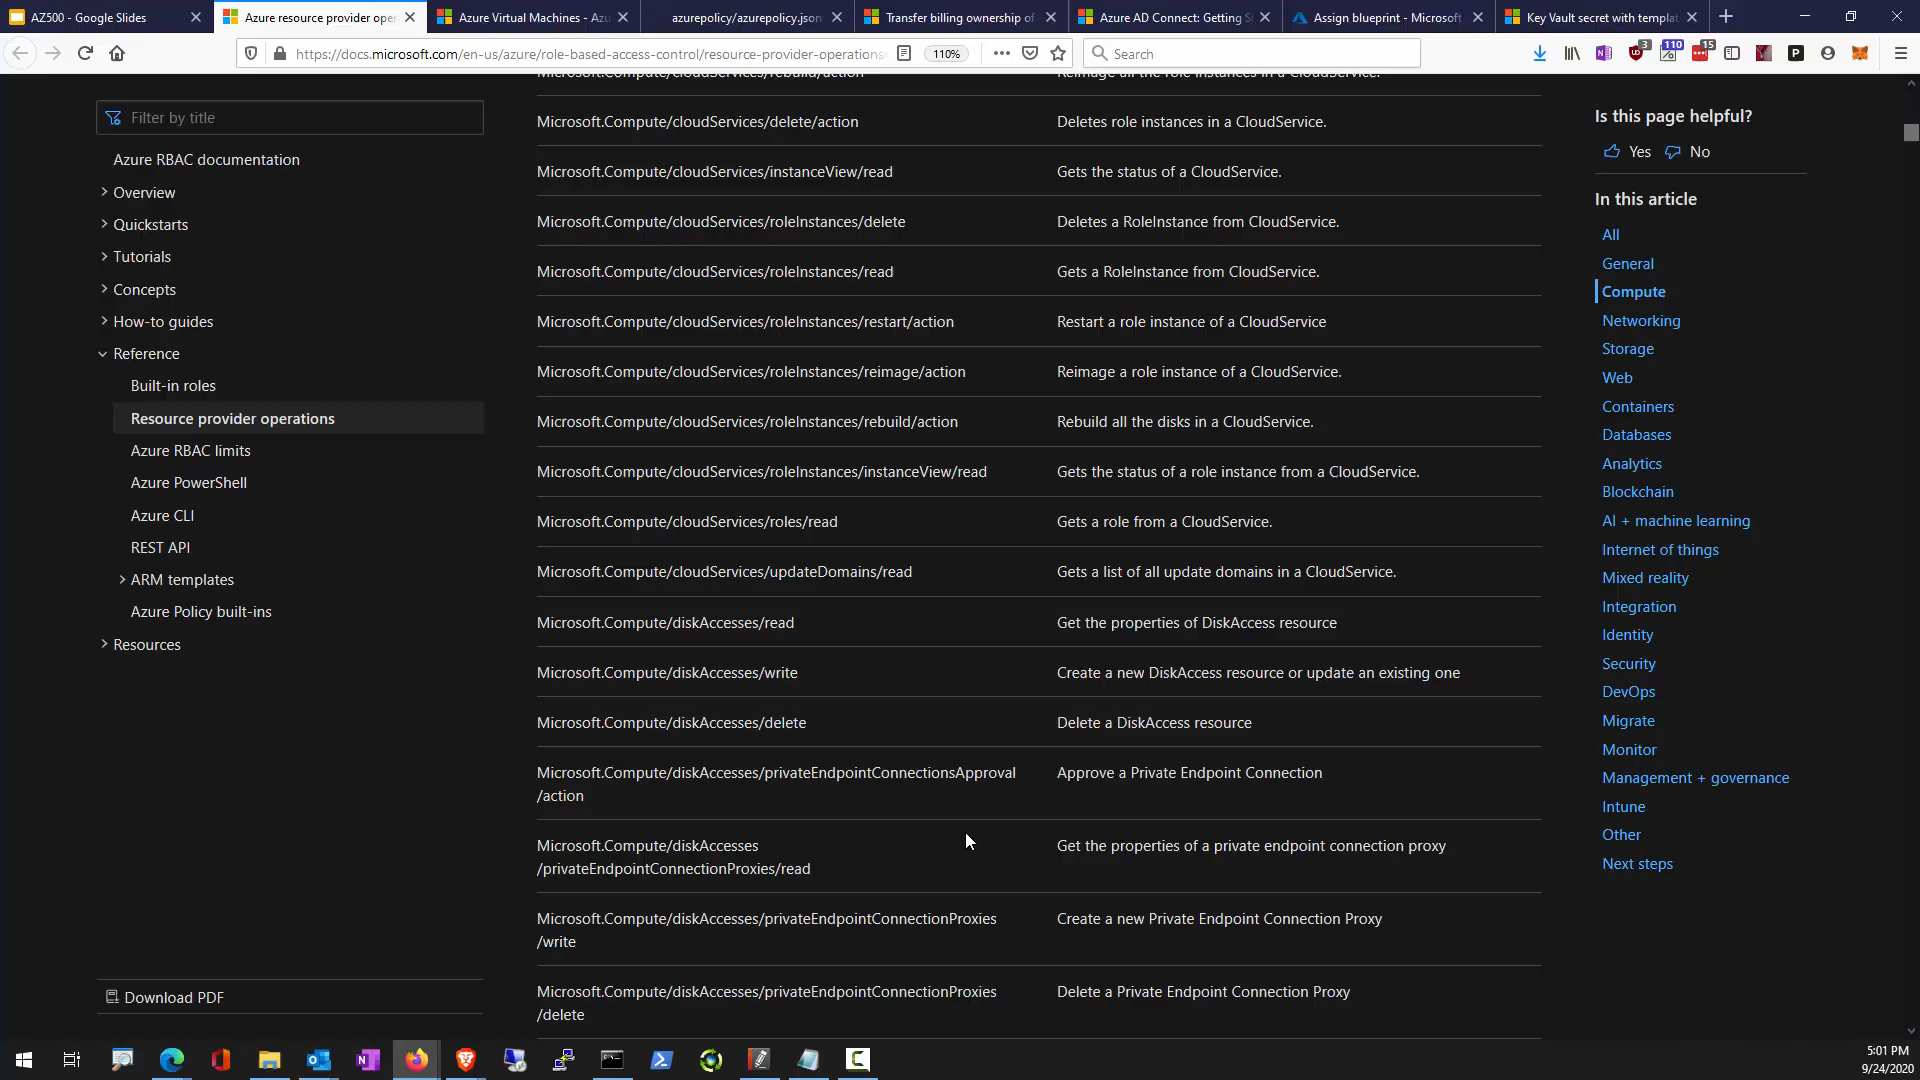 AZ500 - Google Slides
Azure resource provider oper
Azure Virtual Machines - Azu
azurepolicy/azurepolicy.json
Transfer billing ownership of
Azure AD Connect: Getting S
Assign blueprint - Microsoft
Key Vault secret with templat
https://docs.microsoft.com/en-us/azure/role-based-access-control/resource-provider-operations
110%
Search
3
110
15
Filter by title
Azure RBAC documentation
Overview
Quickstarts
Tutorials
Concepts
How-to guides
Reference
Built-in roles
Resource provider operations
Azure RBAC limits
Azure PowerShell
Azure CLI
REST API
ARM templates
Azure Policy built-ins
Resources
Download PDF
Microsoft.Compute/cloudServices/rebuild/action
Reimage all the role instances in a CloudService.
Microsoft.Compute/cloudServices/delete/action
Deletes role instances in a CloudService.
Microsoft.Compute/cloudServices/instanceView/read
Gets the status of a CloudService.
Microsoft.Compute/cloudServices/roleInstances/delete
Deletes a RoleInstance from CloudService.
Microsoft.Compute/cloudServices/roleInstances/read
Gets a RoleInstance from CloudService.
Microsoft.Compute/cloudServices/roleInstances/restart/action
Restart a role instance of a CloudService
Microsoft.Compute/cloudServices/roleInstances/reimage/action
Reimage a role instance of a CloudService.
Microsoft.Compute/cloudServices/roleInstances/rebuild/action
Rebuild all the disks in a CloudService.
Microsoft.Compute/cloudServices/roleInstances/instanceView/read
Gets the status of a role instance from a CloudService.
Microsoft.Compute/cloudServices/roles/read
Gets a role from a CloudService.
Microsoft.Compute/cloudServices/updateDomains/read
Gets a list of all update domains in a CloudService.
Microsoft.Compute/diskAccesses/read
Get the properties of DiskAccess resource
Microsoft.Compute/diskAccesses/write
Create a new DiskAccess resource or update an existing one
Microsoft.Compute/diskAccesses/delete
Delete a DiskAccess resource
Microsoft.Compute/diskAccesses/privateEndpointConnectionsApproval
/action
Approve a Private Endpoint Connection
Microsoft.Compute/diskAccesses
/privateEndpointConnectionProxies/read
Get the properties of a private endpoint connection proxy
Microsoft.Compute/diskAccesses/privateEndpointConnectionProxies
/write
Create a new Private Endpoint Connection Proxy
Microsoft.Compute/diskAccesses/privateEndpointConnectionProxies
/delete
Delete a Private Endpoint Connection Proxy
Is this page helpful?
Yes
No
In this article
All
General
Compute
Networking
Storage
Web
Containers
Databases
Analytics
Blockchain
AI + machine learning
Internet of things
Mixed reality
Integration
Identity
Security
DevOps
Migrate
Monitor
Management + governance
Intune
Other
Next steps
5:01 PM
9/24/2020